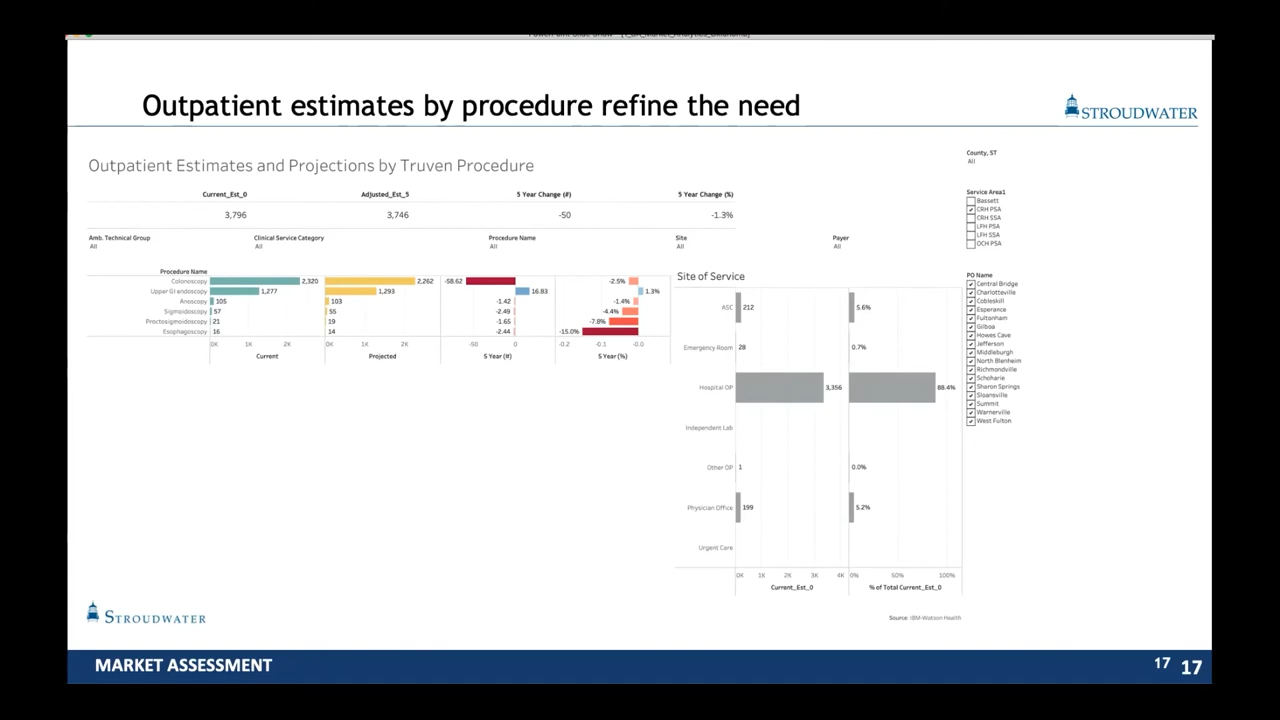 Outpatient estimates by procedure refine the need
STROUDWATER
Outpatient Estimates and Projections by Truven Procedure
Current_Est_0 Adjusted_Est_5 5 Year Change (#) 5 Year Change (%)
3,796 3,746 -50 -1.3%
Amb. Technical Group Clinical Service Category Procedure Name Site Payer
All All All All All
Procedure Name
Colonoscopy 2,320 2,262 -58.62 -2.5%
Upper GI endoscopy 1,277 1,293 16.83 1.3%
Anoscopy 105 103 -1.42 -1.4%
Sigmoidoscopy 57 55 -2.49 -4.4%
Proctosigmoidoscopy 21 19 -1.65 -7.8%
Esophagoscopy 16 14 -2.44 -15.0%
0K 1K 2K 0K 1K 2K -50 0 -0.2 -0.1 -0.0
Current Projected 5 Year (#) 5 Year (%)
Site of Service
ASC 212 5.6%
Emergency Room 28 0.7%
Hospital OP 3,356 88.4%
Independent Lab
Other OP 1 0.0%
Physician Office 199 5.2%
Urgent Care
0K 1K 2K 3K 4K 0% 50% 100%
Current_Est_0 % of Total Current_Est_0
County, ST
All
Service Area1
Bassett
CRH PSA
CRH SSA
LFH PSA
LFH SSA
OCH PSA
PO Name
Central Bridge
Charlotteville
Cobleskill
Esperance
Fultonham
Gilboa
Howes Cave
Jefferson
Middleburgh
North Blenheim
Richmondville
Schoharie
Sharon Springs
Sloansville
Summit
Warnerville
West Fulton
Source: IBM-Watson Health
STROUDWATER
MARKET ASSESSMENT
17 17